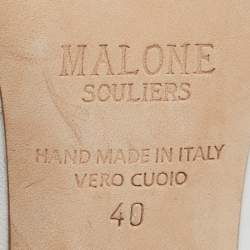 MALONE
SOULIERS
HAND MADE IN ITALY
VERO CUOIO
40